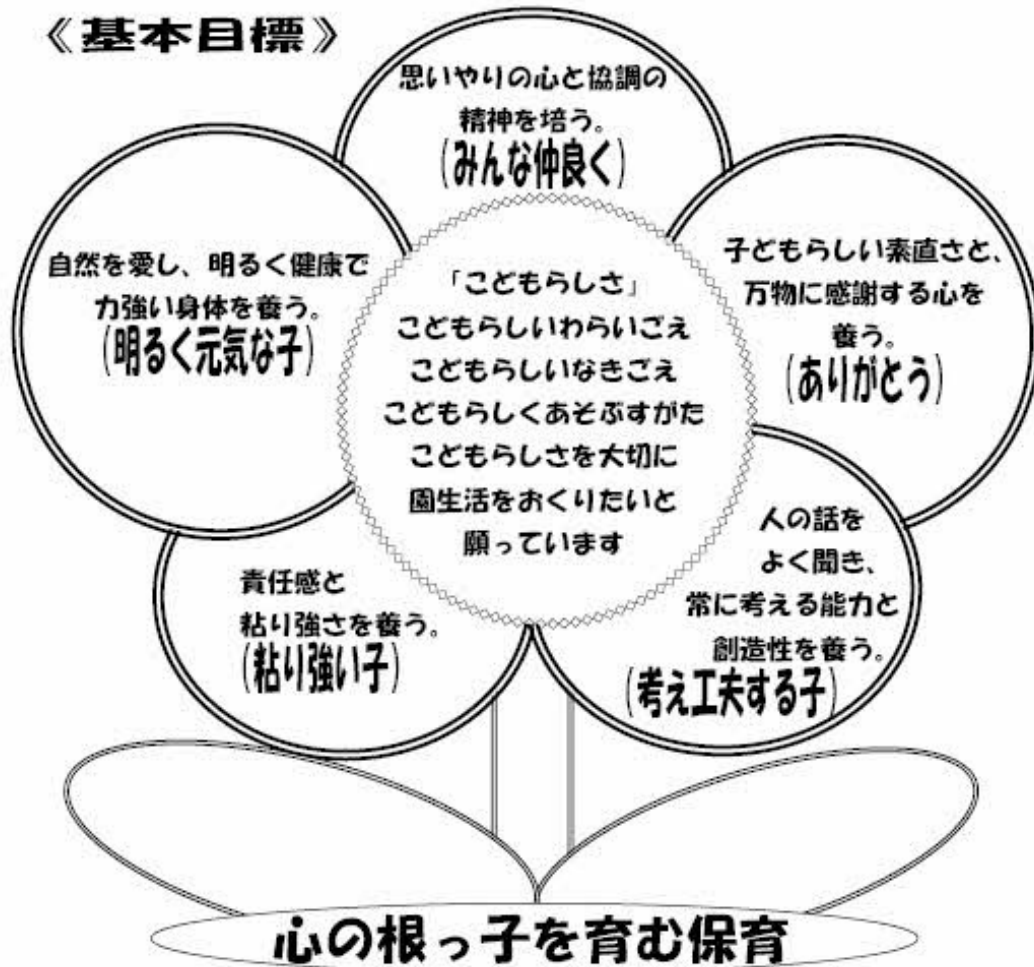 《基本目標》
思いやりの心と協調の
精神を培う。
(みんな仲良く)
自然を愛し、明るく健康で
力強い身体を養う。
(明るく元気な子)
子どもらしい素直さと、
万物に感謝する心を
養う。
(ありがとう)
「こどもらしさ」
こどもらしいわらいごえ
こどもらしいなきごえ
こどもらしくあそぶすがた
こどもらしさを大切に
園生活をおくりたいと
願っています
責任感と
粘り強さを養う。
(粘り強い子)
人の話を
よく聞き、
常に考える能力と
創造性を養う。
(考え工夫する子)
心の根っ子を育む保育